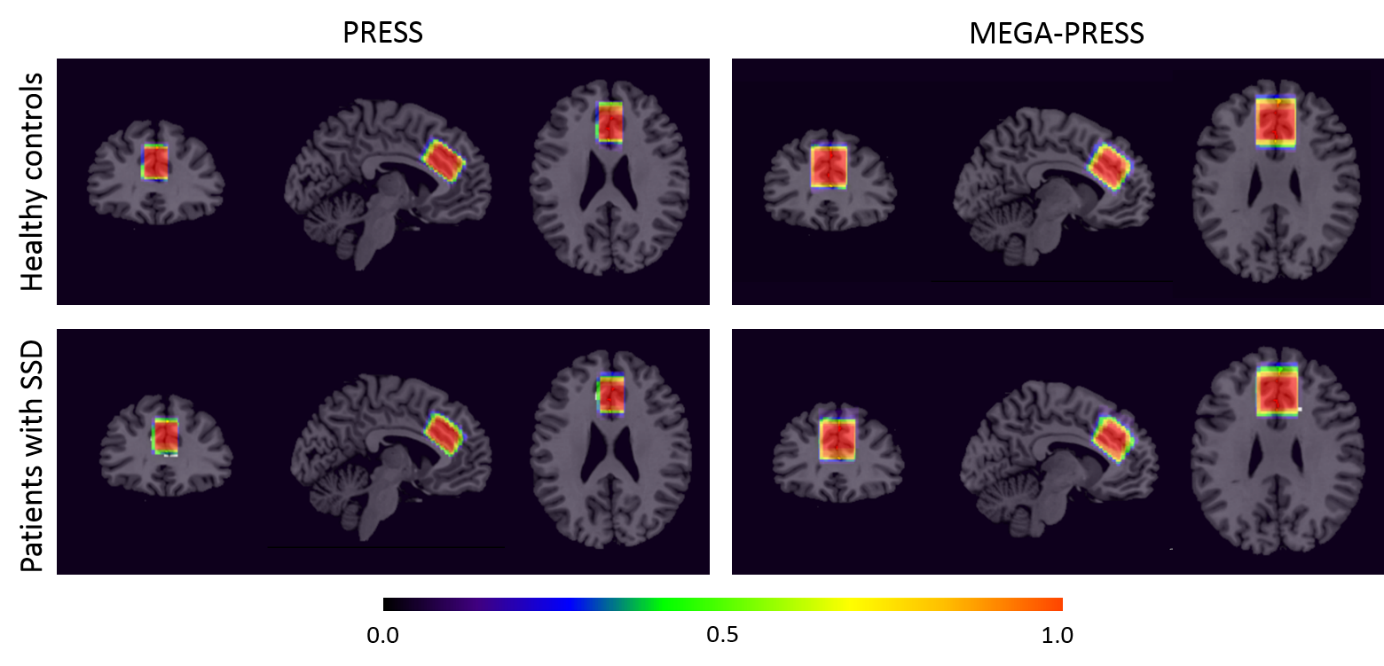 PRESS
MEGA-PRESS
Healthy controls
Patients with SSD
0.0
0.5
1.0